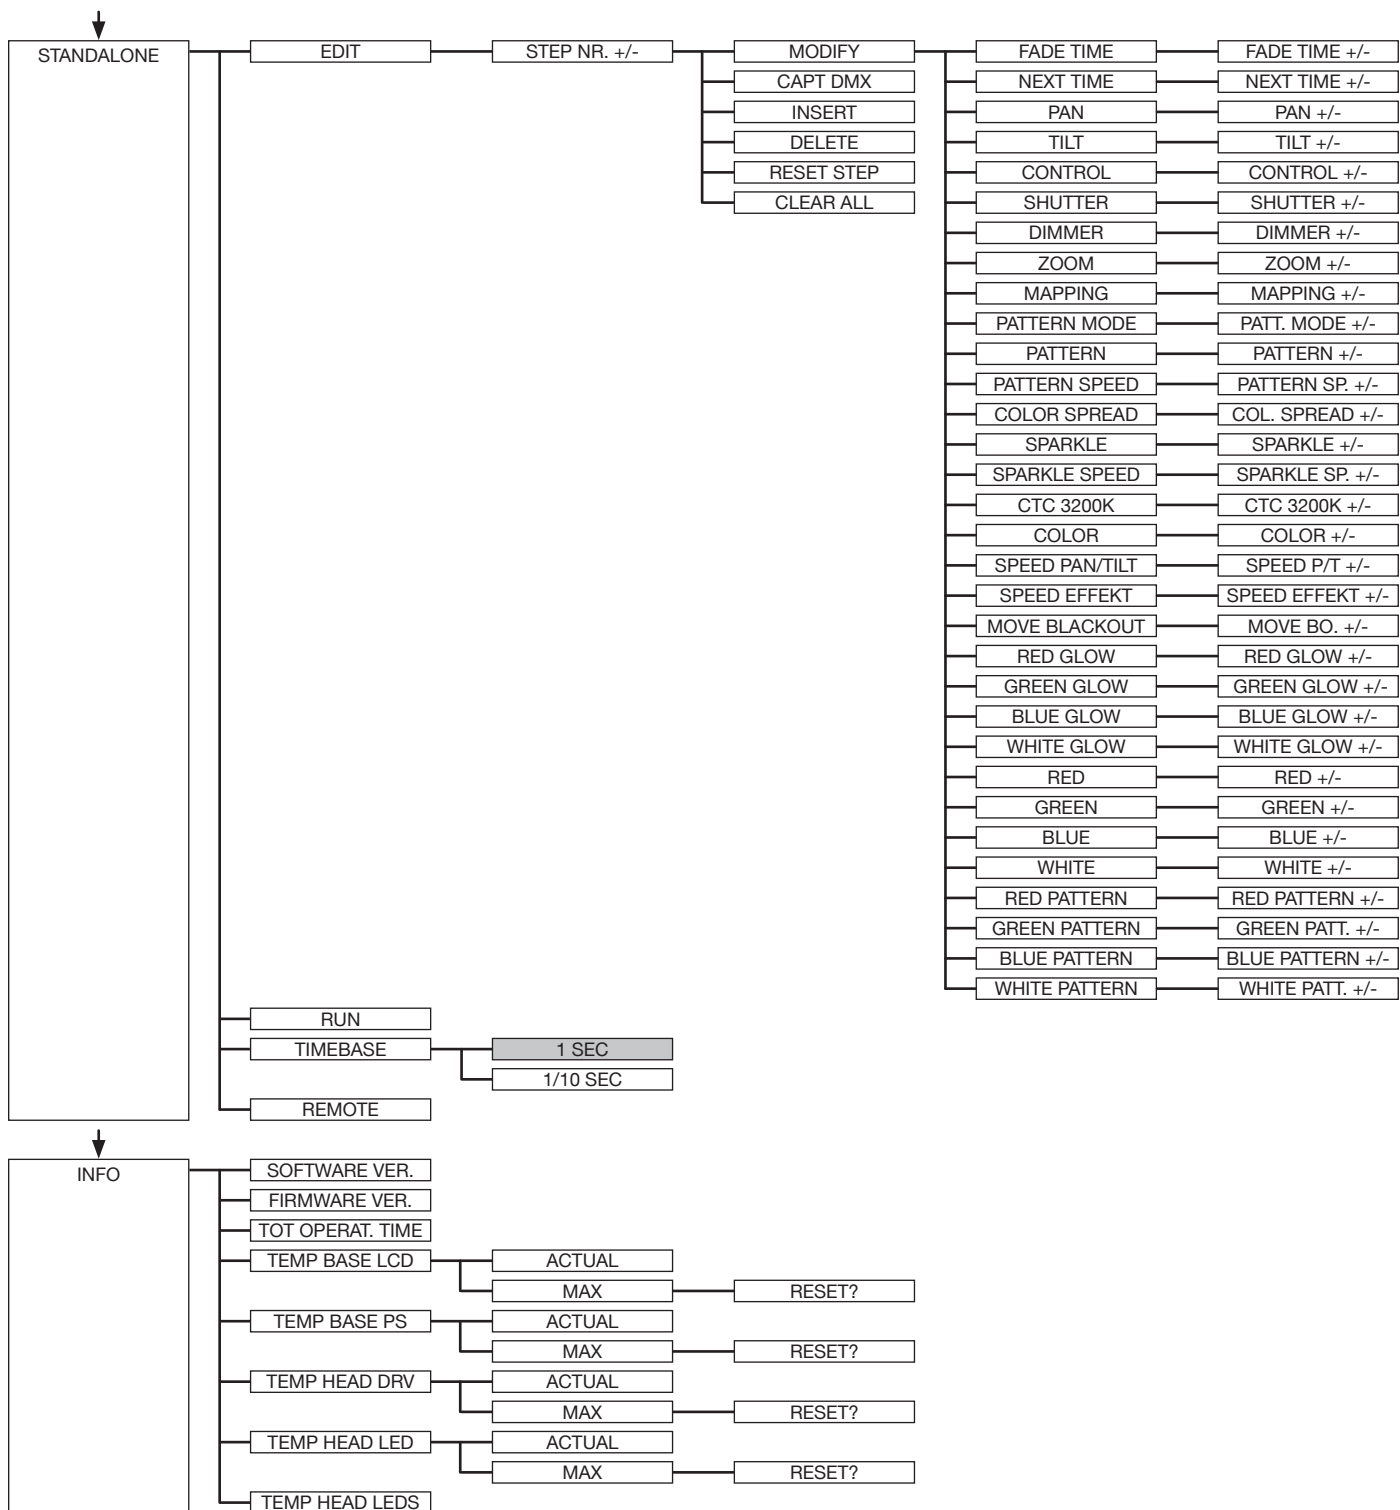 STANDALONE EDIT STEP NR. +/- MODIFY FADE TIME FADE TIME +/-
CAPT DMX NEXT TIME NEXT TIME +/-
INSERT PAN PAN +/-
DELETE TILT TILT +/-
RESET STEP CONTROL CONTROL +/-
CLEAR ALL SHUTTER SHUTTER +/-
DIMMER DIMMER +/-
ZOOM ZOOM +/-
MAPPING MAPPING +/-
PATTERN MODE PATT. MODE +/-
PATTERN PATTERN +/-
PATTERN SPEED PATTERN SP. +/-
COLOR SPREAD COL. SPREAD +/-
SPARKLE SPARKLE +/-
SPARKLE SPEED SPARKLE SP. +/-
CTC 3200K CTC 3200K +/-
COLOR COLOR +/-
SPEED PAN/TILT SPEED P/T +/-
SPEED EFFEKT SPEED EFFEKT +/-
MOVE BLACKOUT MOVE BO. +/-
RED GLOW RED GLOW +/-
GREEN GLOW GREEN GLOW +/-
BLUE GLOW BLUE GLOW +/-
WHITE GLOW WHITE GLOW +/-
RED RED +/-
GREEN GREEN +/-
BLUE BLUE +/-
WHITE WHITE +/-
RED PATTERN RED PATTERN +/-
GREEN PATTERN GREEN PATT. +/-
BLUE PATTERN BLUE PATTERN +/-
WHITE PATTERN WHITE PATT. +/-
RUN
TIMEBASE 1 SEC
1/10 SEC
REMOTE
INFO SOFTWARE VER.
FIRMWARE VER.
TOT OPERAT. TIME
TEMP BASE LCD ACTUAL
MAX RESET?
TEMP BASE PS ACTUAL
MAX RESET?
TEMP HEAD DRV ACTUAL
MAX RESET?
TEMP HEAD LED ACTUAL
MAX RESET?
TEMP HEAD LEDS